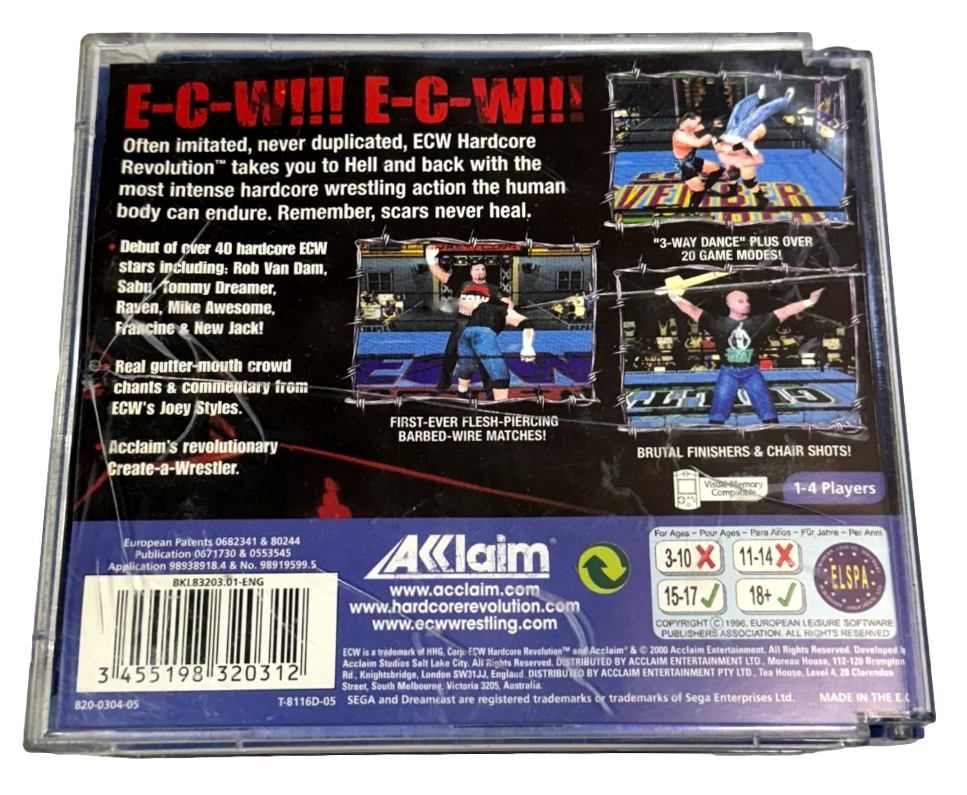 E-C-W!!! E-C-W!!!
Often imitated, never duplicated, ECW Hardcore
Revolution™ takes you to Hell and back with the
most intense hardcore wrestling action the human
body can endure. Remember, scars never heal.
• Debut of over 40 hardcore ECW
stars including: Rob Van Dam,
Sabu, Tommy Dreamer,
Raven, Mike Awesome,
Francine & New Jack!
• Real gutter-mouth crowd
chants & commentary from
ECW's Joey Styles.
• Acclaim's revolutionary
Create-a-Wrestler.
"3-WAY DANCE" PLUS OVER
20 GAME MODES!
FIRST-EVER FLESH-PIERCING
BARBED-WIRE MATCHES!
BRUTAL FINISHERS & CHAIR SHOTS!
Visual Memory
Compatible
1-4 Players
European Patents 0682341 & 80244
Publication 0671730 & 0553545
Application 98938918.4 & No. 98919599.5
BKL83203.01-ENG
3 455198 320312
820-0304-05
AKKlaim
www.acclaim.com
www.hardcorerevolution.com
www.ecwwrestling.com
For Ages - Pour Ages - Para Años - Für Jahre - Per Anni
3-10 11-14
15-17 18+
ELSPA
COPYRIGHT © 1996, EUROPEAN LEISURE SOFTWARE
PUBLISHERS ASSOCIATION. ALL RIGHTS RESERVED
ECW is a trademark of HHG. Corp. ECW Hardcore Revolution™ and Acclaim® & © 2000 Acclaim Entertainment. All Rights Reserved. Developed b
Acclaim Studios Salt Lake City. All Rights Reserved. DISTRIBUTED BY ACCLAIM ENTERTAINMENT LTD., Moreau House, 112-120 Brompton
Rd., Knightsbridge, London SW31JJ, England. DISTRIBUTED BY ACCLAIM ENTERTAINMENT PTY LTD., Tea House, Level 4, 28 Clarendon
Street, South Melbourne, Victoria 3205, Australia.
T-8116D-05 SEGA and Dreamcast are registered trademarks or trademarks of Sega Enterprises Ltd. MADE IN THE E.C